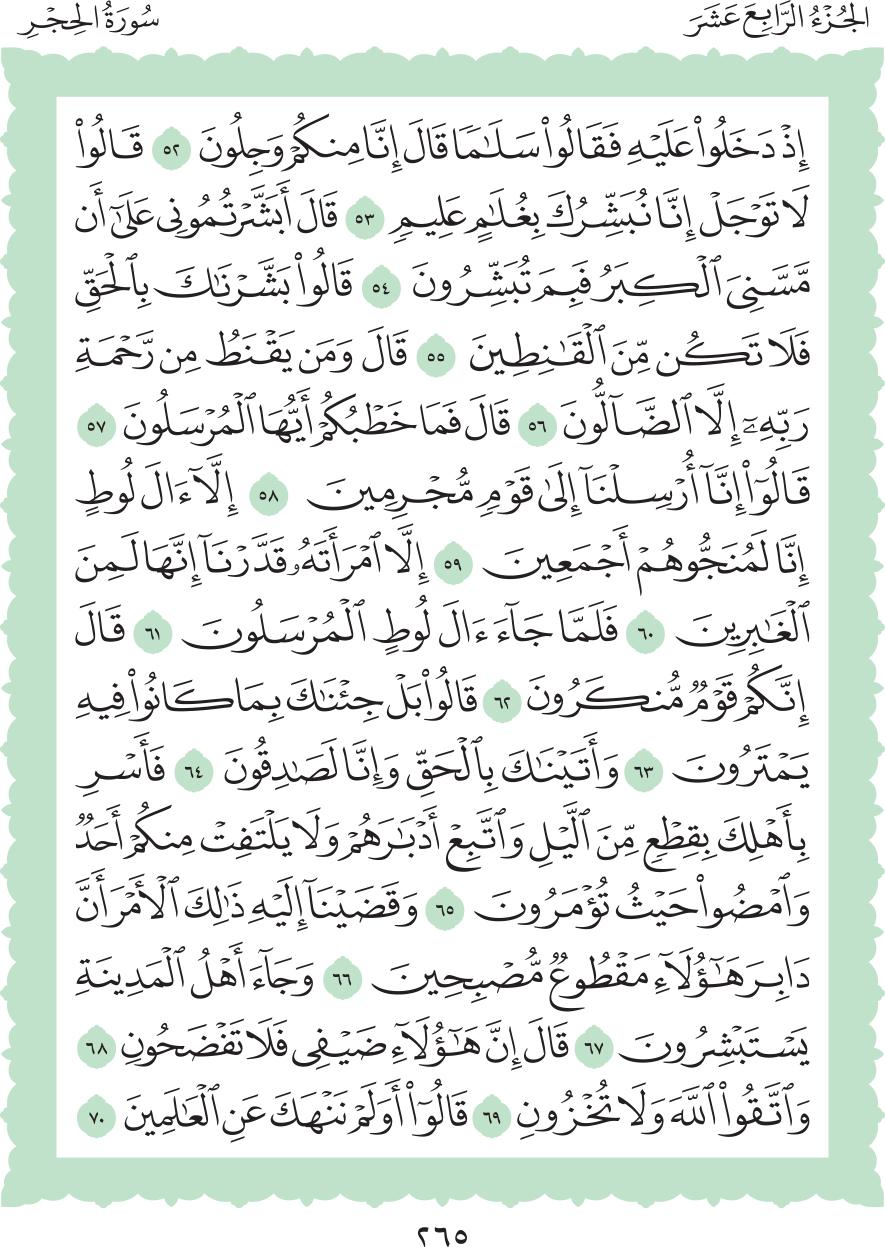 الجُزْءُ الرَّابِعَ عَشَرَ
سُورَةُ الحِجْرِ
إِذْ دَخَلُوا۟ عَلَيْهِ فَقَالُوا۟ سَلَـٰمًا قَالَ إِنَّا مِنكُمْ وَجِلُونَ ٥٢ قَالُوا۟
لَا تَوْجَلْ إِنَّا نُبَشِّرُكَ بِغُلَـٰمٍ عَلِيمٍ ٥٣ قَالَ أَبَشَّرْتُمُونِى عَلَىٰٓ أَن
مَّسَّنِىَ ٱلْكِبَرُ فَبِمَ تُبَشِّرُونَ ٥٤ قَالُوا۟ بَشَّرْنَـٰكَ بِٱلْحَقِّ
فَلَا تَكُن مِّنَ ٱلْقَـٰنِطِينَ ٥٥ قَالَ وَمَن يَقْنَطُ مِن رَّحْمَةِ
رَبِّهِۦٓ إِلَّا ٱلضَّآلُّونَ ٥٦ قَالَ فَمَا خَطْبُكُمْ أَيُّهَا ٱلْمُرْسَلُونَ ٥٧
قَالُوٓا۟ إِنَّآ أُرْسِلْنَآ إِلَىٰ قَوْمٍ مُّجْرِمِينَ ٥٨ إِلَّآ ءَالَ لُوطٍ
إِنَّا لَمُنَجُّوهُمْ أَجْمَعِينَ ٥٩ إِلَّا ٱمْرَأَتَهُۥ قَدَّرْنَآ إِنَّهَا لَمِنَ
ٱلْغَـٰبِرِينَ ٦٠ فَلَمَّا جَآءَ ءَالَ لُوطٍ ٱلْمُرْسَلُونَ ٦١ قَالَ
إِنَّكُمْ قَوْمٌ مُّنكَرُونَ ٦٢ قَالُوا۟ بَلْ جِئْنَـٰكَ بِمَا كَانُوا۟ فِيهِ
يَمْتَرُونَ ٦٣ وَأَتَيْنَـٰكَ بِٱلْحَقِّ وَإِنَّا لَصَـٰدِقُونَ ٦٤ فَأَسْرِ
بِأَهْلِكَ بِقِطْعٍ مِّنَ ٱلَّيْلِ وَٱتَّبِعْ أَدْبَـٰرَهُمْ وَلَا يَلْتَفِتْ مِنكُمْ أَحَدٌ
وَٱمْضُوا۟ حَيْثُ تُؤْمَرُونَ ٦٥ وَقَضَيْنَآ إِلَيْهِ ذَٰلِكَ ٱلْأَمْرَ أَنَّ
دَابِرَ هَـٰٓؤُلَآءِ مَقْطُوعٌ مُّصْبِحِينَ ٦٦ وَجَآءَ أَهْلُ ٱلْمَدِينَةِ
يَسْتَبْشِرُونَ ٦٧ قَالَ إِنَّ هَـٰٓؤُلَآءِ ضَيْفِى فَلَا تَفْضَحُونِ ٦٨
وَٱتَّقُوا۟ ٱللَّهَ وَلَا تُخْزُونِ ٦٩ قَالُوٓا۟ أَوَلَمْ نَنْهَكَ عَنِ ٱلْعَـٰلَمِينَ ٧٠
٢٦٥